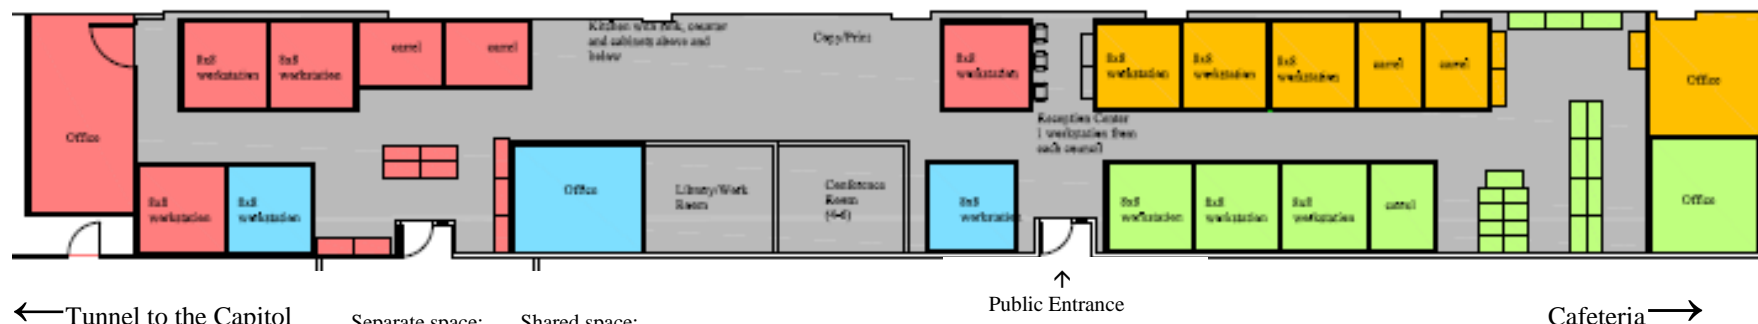 Kitchen with sink, counter
and cabinets above and
below
Copy/Print
8x8
workstation
8x8
workstation
carrel
carrel
8x8
workstation
8x8
workstation
8x8
workstation
8x8
workstation
carrel
carrel
Office
Office
Reception Center
1 workstation from
each council
8x8
workstation
8x8
workstation
Office
Library/Work
Room
Conference
Room
(4-6)
8x8
workstation
8x8
workstation
8x8
workstation
8x8
workstation
carrel
Office
Public Entrance
←Tunnel to the Capitol
Separate space:
Shared space:
Cafeteria→